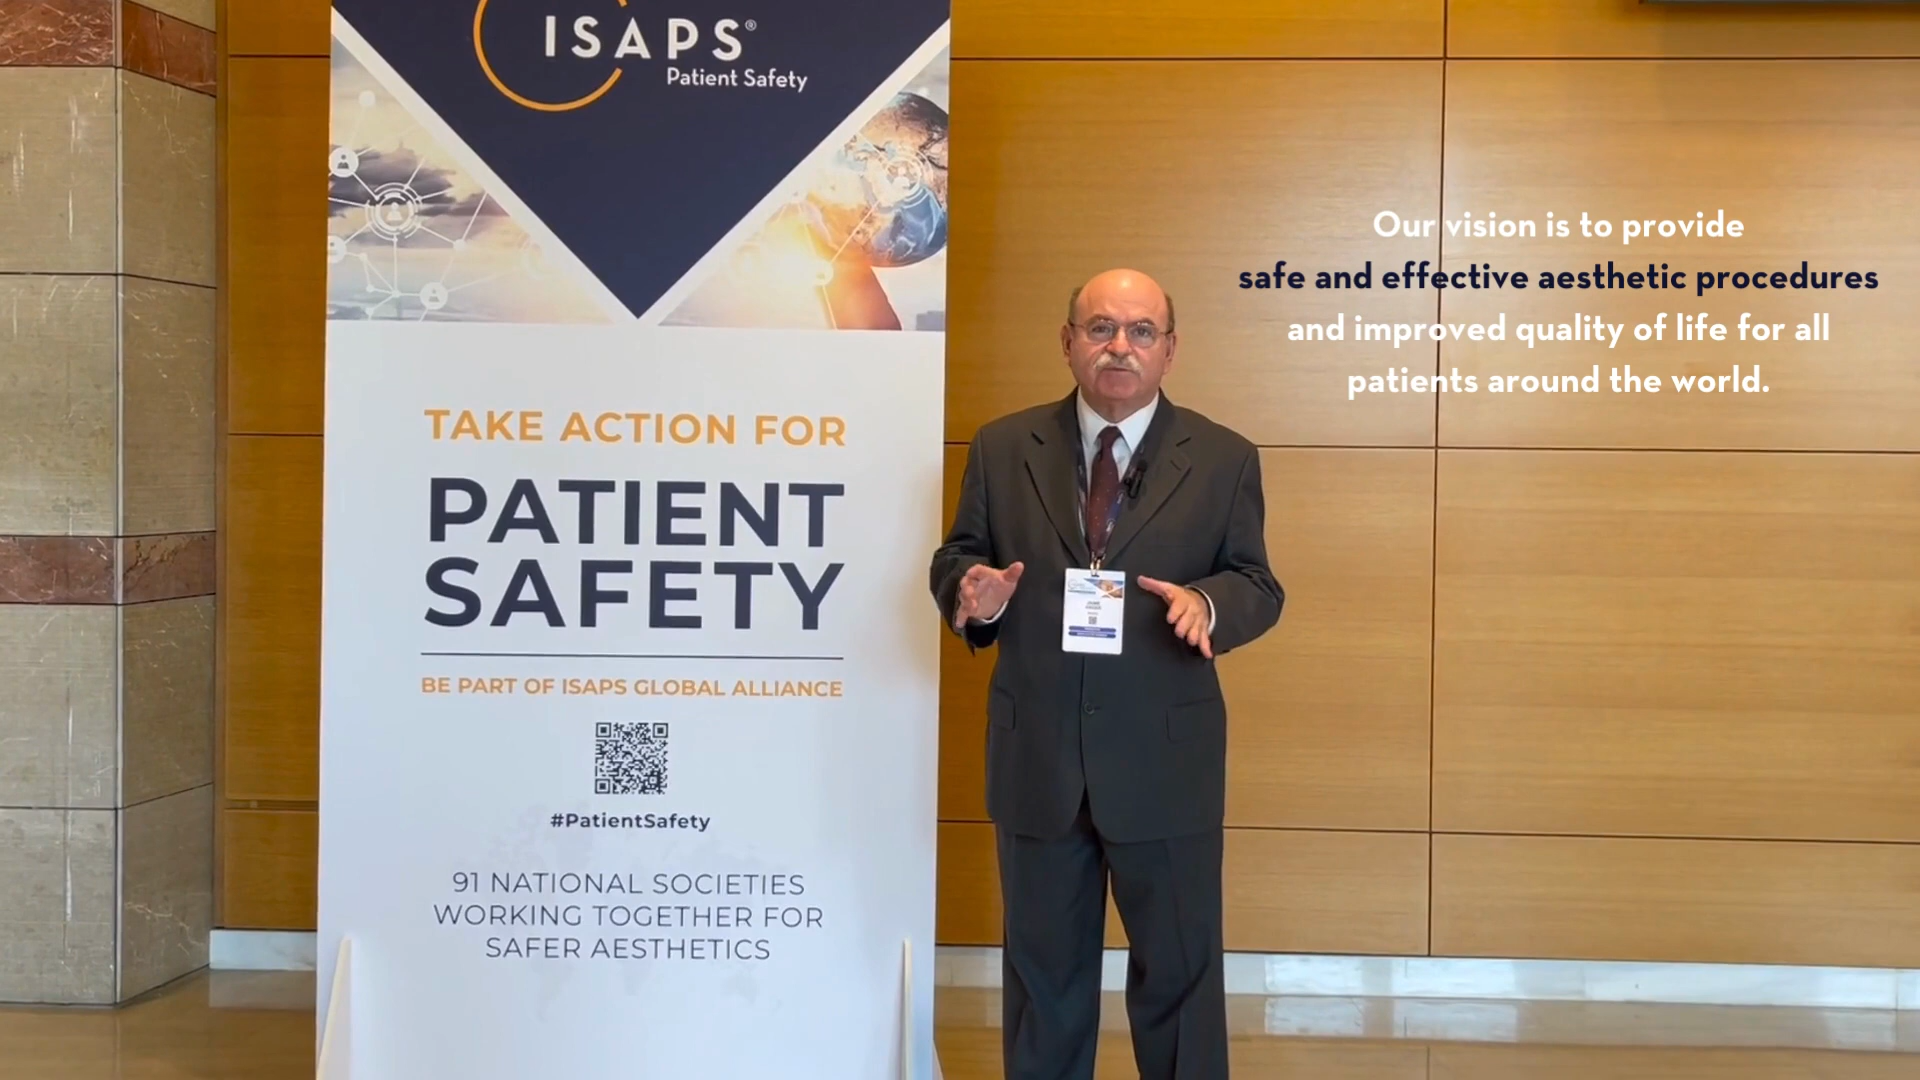 ISAPS®
Patient Safety
TAKE ACTION FOR
PATIENT
SAFETY
BE PART OF ISAPS GLOBAL ALLIANCE
#PatientSafety
91 NATIONAL SOCIETIES
WORKING TOGETHER FOR
SAFER AESTHETICS
Our vision is to provide
safe and effective aesthetic procedures
and improved quality of life for all
patients around the world.